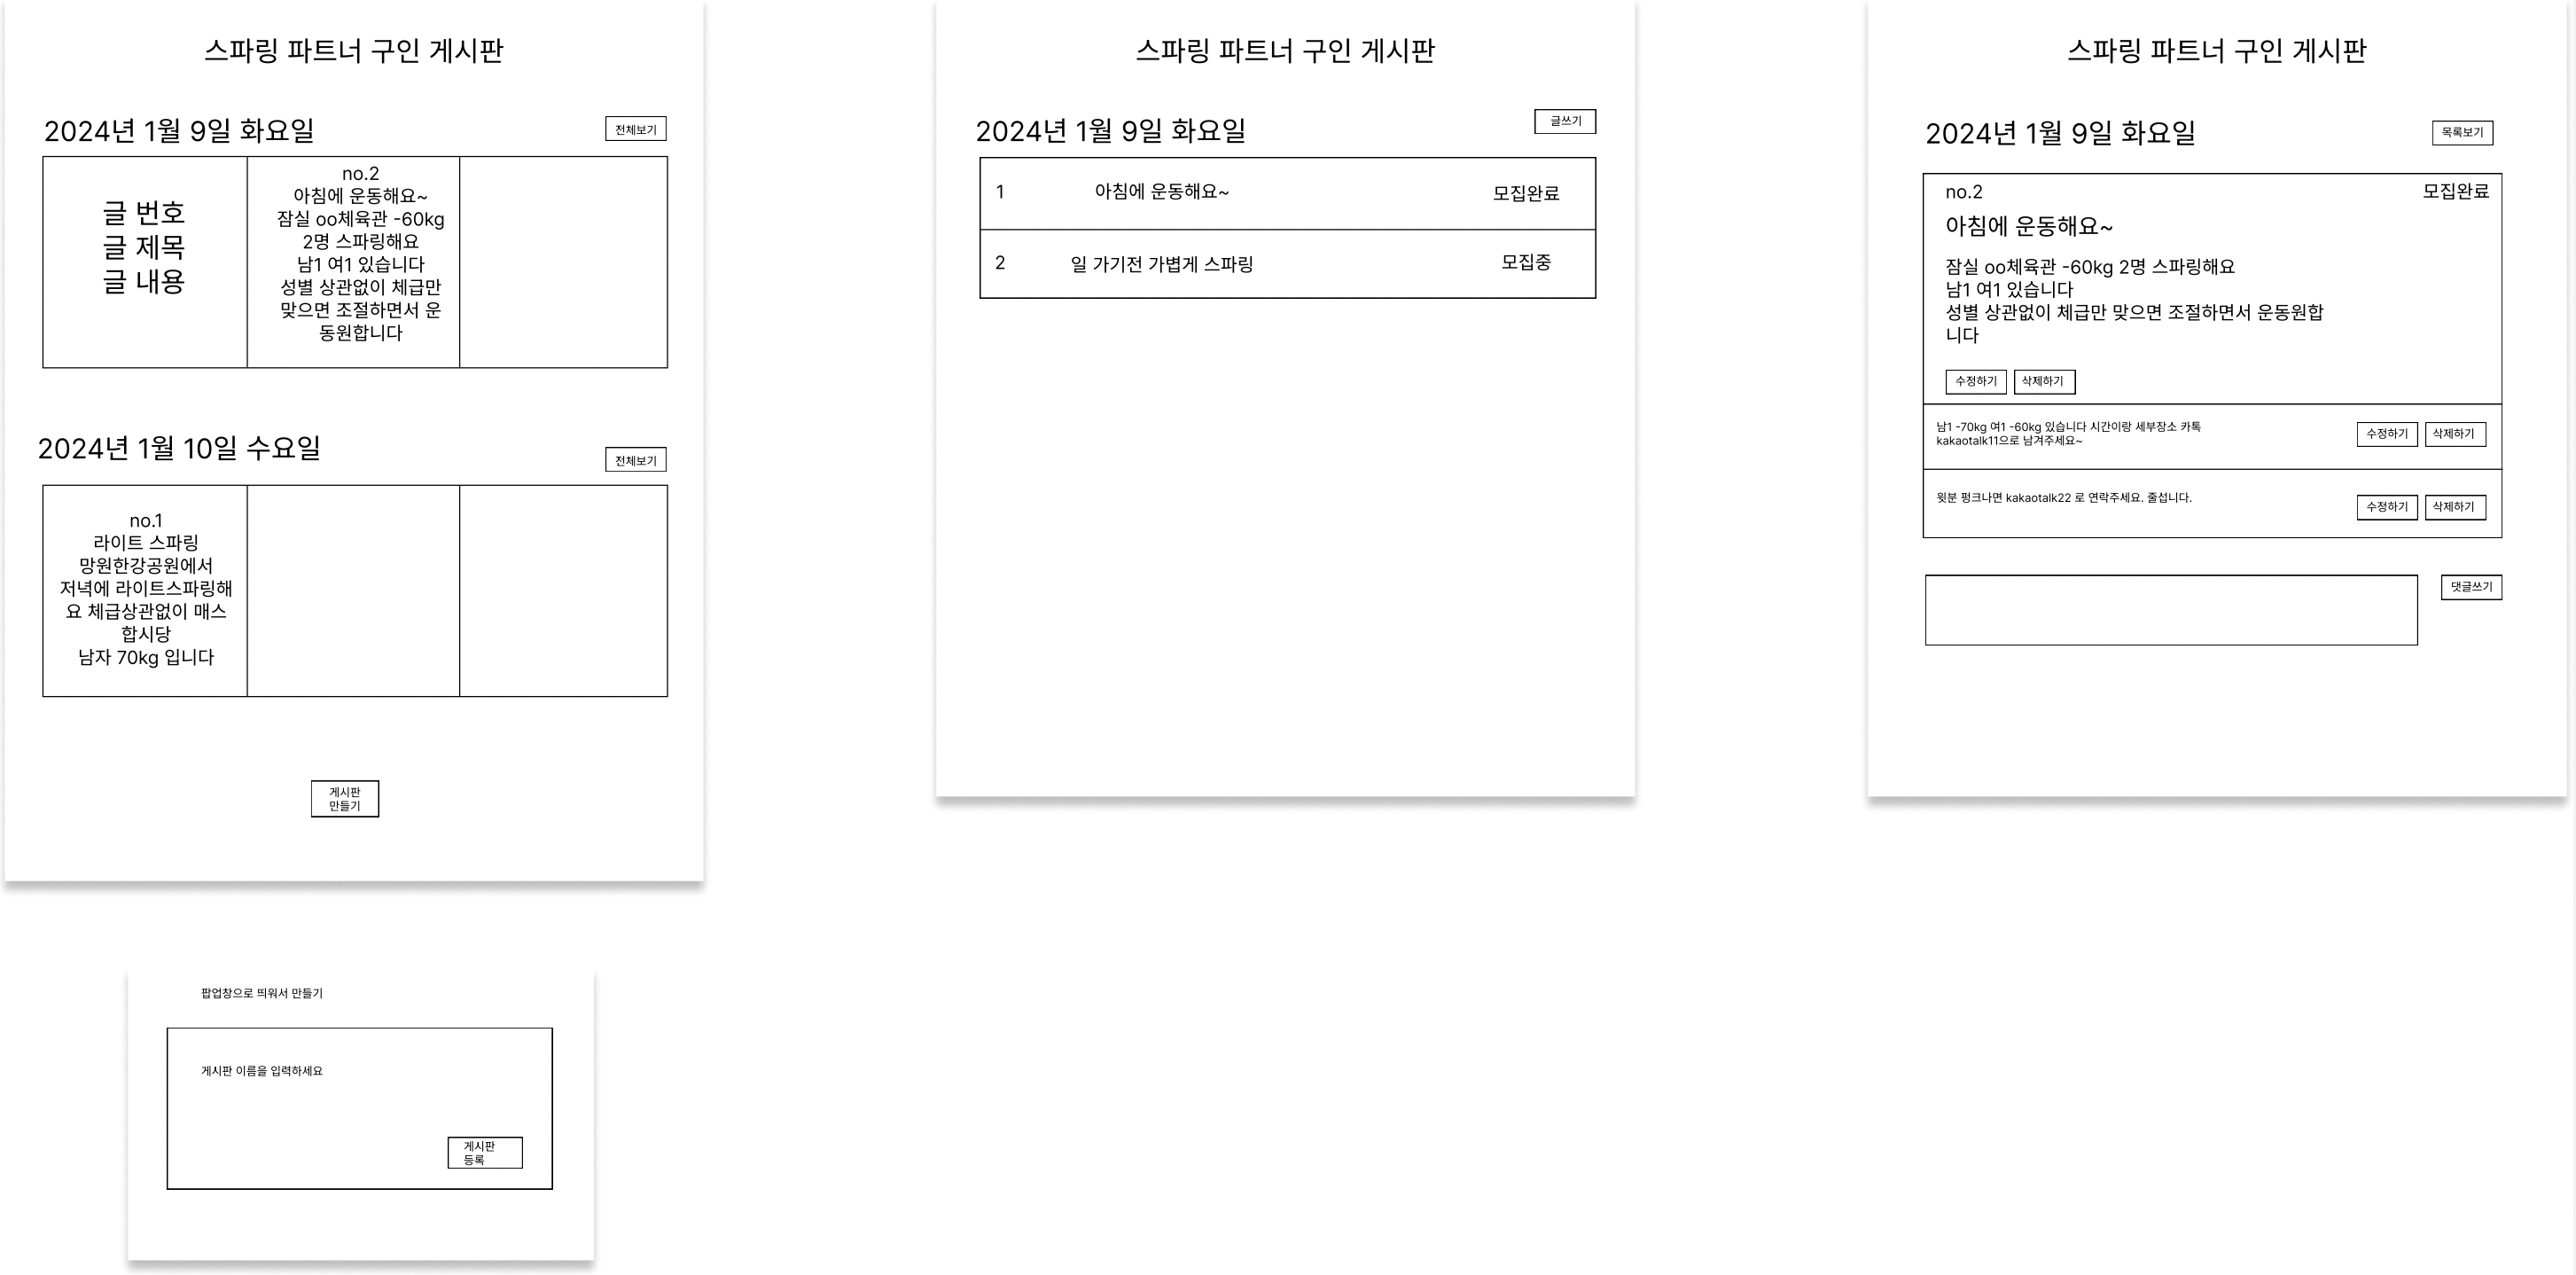 스파링 파트너 구인 게시판
2024년 1월 9일 화요일
전체보기
글 번호
글 제목
글 내용
no.2
아침에 운동해요~
잠실 oo체육관 -60kg
2명 스파링해요
남1 여1 있습니다
성별 상관없이 체급만
맞으면 조절하면서 운
동원합니다
2024년 1월 10일 수요일
전체보기
no.1
라이트 스파링
망원한강공원에서
저녁에 라이트스파링해
요 체급상관없이 매스
합시당
남자 70kg 입니다
게시판
만들기
스파링 파트너 구인 게시판
2024년 1월 9일 화요일
글쓰기
1 아침에 운동해요~ 모집완료
2 일 가기전 가볍게 스파링 모집중
스파링 파트너 구인 게시판
2024년 1월 9일 화요일
목록보기
no.2 모집완료
아침에 운동해요~
잠실 oo체육관 -60kg 2명 스파링해요
남1 여1 있습니다
성별 상관없이 체급만 맞으면 조절하면서 운동원합
니다
수정하기 삭제하기
남1 -70kg 여1 -60kg 있습니다 시간이랑 세부장소 카톡
kakaotalk11으로 남겨주세요~
수정하기 삭제하기
윗분 펑크나면 kakaotalk22 로 연락주세요. 줄섭니다.
수정하기 삭제하기
댓글쓰기
팝업창으로 띄워서 만들기
게시판 이름을 입력하세요
게시판
등록